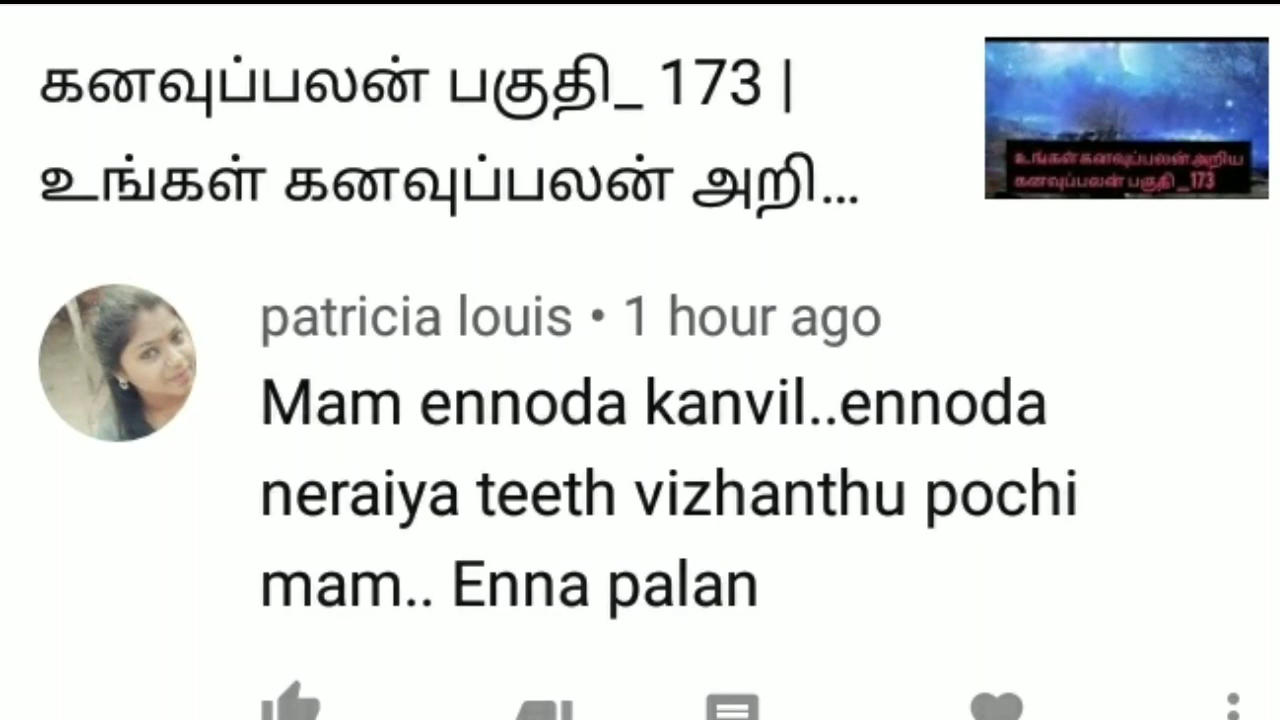 கனவுப்பலன் பகுதி_ 173 |
உங்கள் கனவுப்பலன் அறி...
உங்கள் கனவுப்பலன் அறிய
கனவுப்பலன் பகுதி _173
patricia louis • 1 hour ago
Mam ennoda kanvil..ennoda
neraiya teeth vizhanthu pochi
mam.. Enna palan